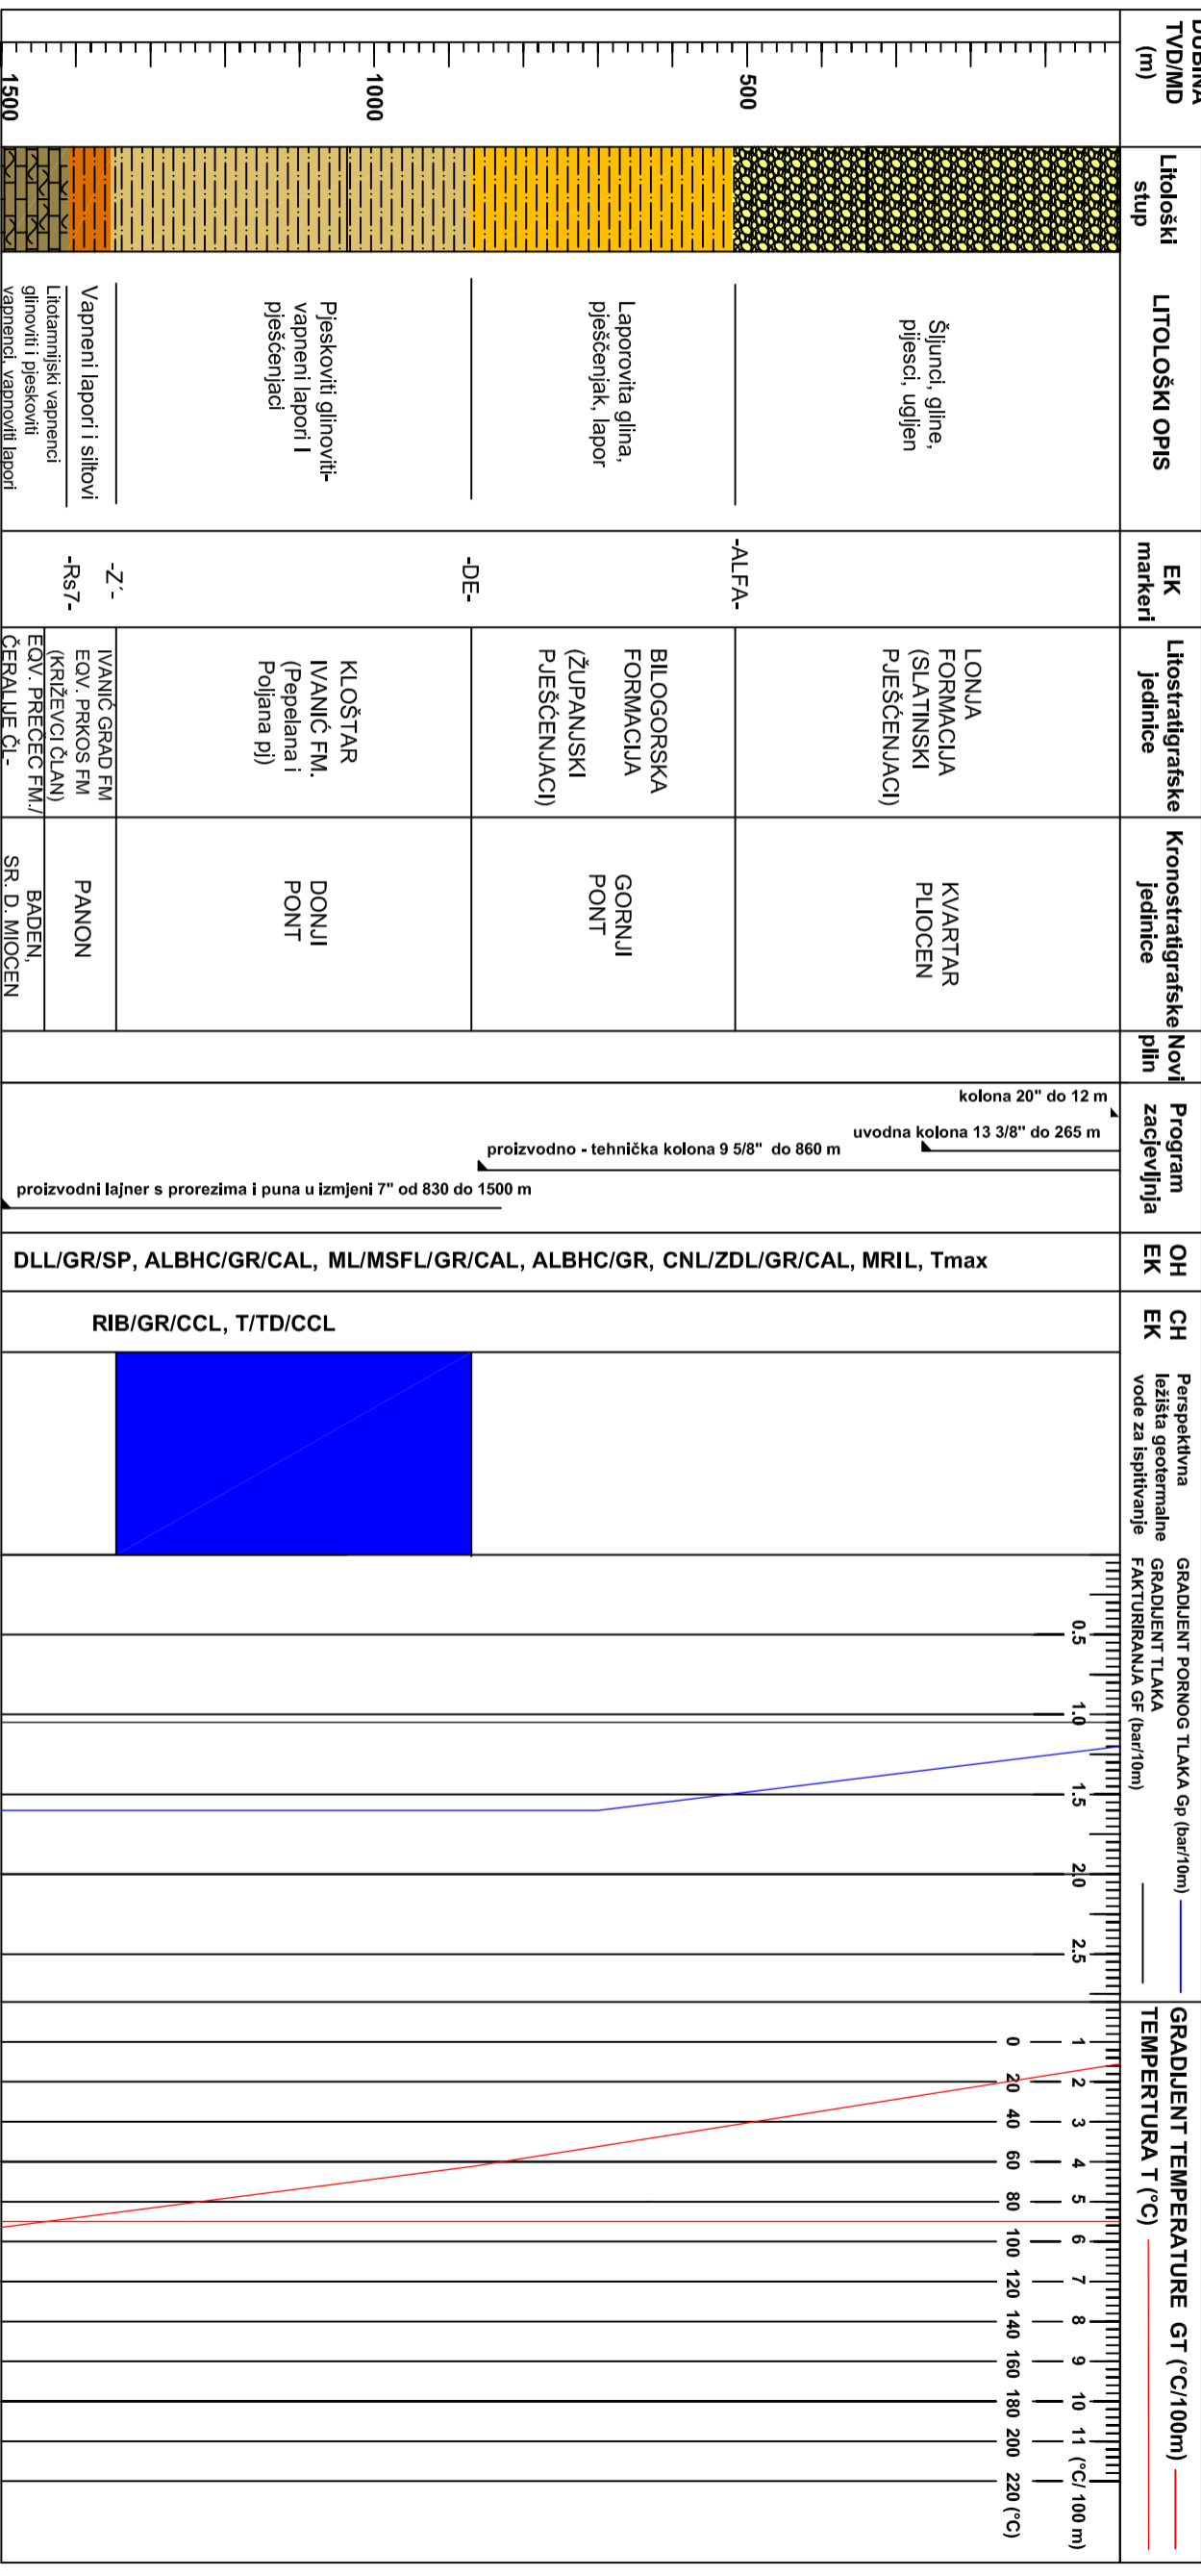 DUBINA
TVD/MD
(m)
Litološki
stup
LITOLOŠKI OPIS
EK
markeri
Litostratigrafske
jedinice
Kronostratigrafske
jedinice
Novi
plin
Program
zacjevljnja
OH
EK
CH
EK
Perspektivna
ležišta geotermalne
vode za ispitivanje
GRADIJENT PORNOG TLAKA Gp (bar/10m)
GRADIJENT TLAKA
FAKTURIRANJA GF (bar/10m)
GRADIJENT TEMPERATURE GT (°C/100m)
TEMPERTURA T (°C)
0.5
1.0
1.5
2.0
2.5
1
2
3
4
5
6
7
8
9
10
11
(°C/ 100 m)
0
20
40
60
80
100
120
140
160
180
200
220 (°C)
500
1000
1500
Šljunci, gline,
pijesci, ugljen
Laporovita glina,
pješčenjak, lapor
Pjeskoviti glinoviti-
vapneni lapori I
pješćenjaci
Vapneni lapori i siltovi
Litotamnijski vapnenci
glinoviti i pjeskoviti
vapnenci, vapnoviti lapori
-ALFA-
-DE-
-Z´-
-Rs7-
LONJA
FORMACIJA
(SLATINSKI
PJEŠĆENJACI)
BILOGORSKA
FORMACIJA
(ŽUPANJSKI
PJEŠĆENJACI)
KLOŠTAR
IVANIĆ FM.
(Pepelana i
Poljana pj)
IVANIĆ GRAD FM
EQV. PRKOS FM
(KRIŽEVCI ČLAN)
EQV. PREČEC FM./
ČERALIJE ČL-
KVARTAR
PLIOCEN
GORNJI
PONT
DONJI
PONT
PANON
BADEN,
SR. D. MIOCEN
kolona 20" do 12 m
uvodna kolona 13 3/8" do 265 m
proizvodno - tehnička kolona 9 5/8" do 860 m
proizvodni lajner s prorezima i puna u izmjeni 7" od 830 do 1500 m
DLL/GR/SP, ALBHC/GR/CAL, ML/MSFL/GR/CAL, ALBHC/GR, CNL/ZDL/GR/CAL, MRIL, Tmax
RIB/GR/CCL, T/TD/CCL